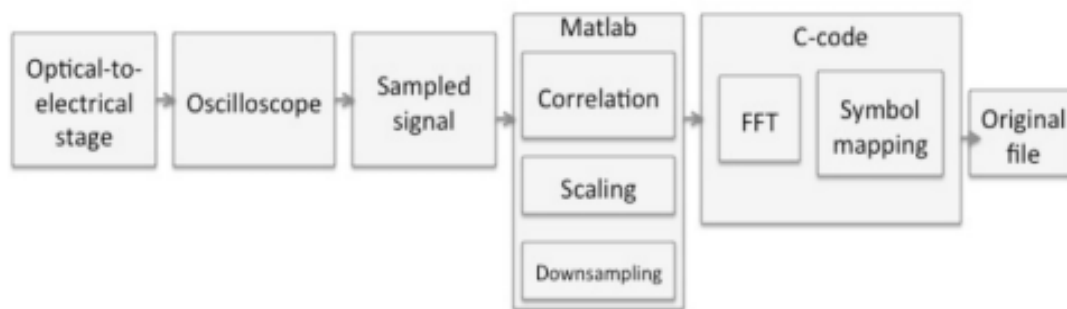 Optical-to-
electrical
stage
Oscilloscope
Sampled
signal
Matlab
Correlation
Scaling
Downsampling
C-code
FFT
Symbol
mapping
Original
file